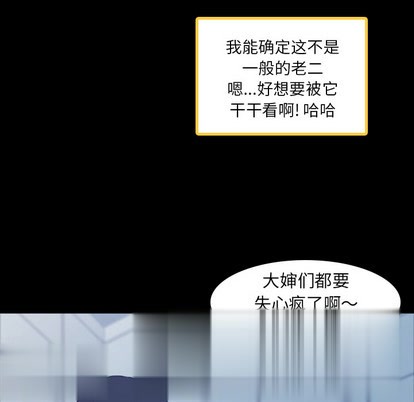 我能确定这不是
一般的老二
嗯...好想要被它
干干看啊! 哈哈
大婶们都要
失心疯了啊～